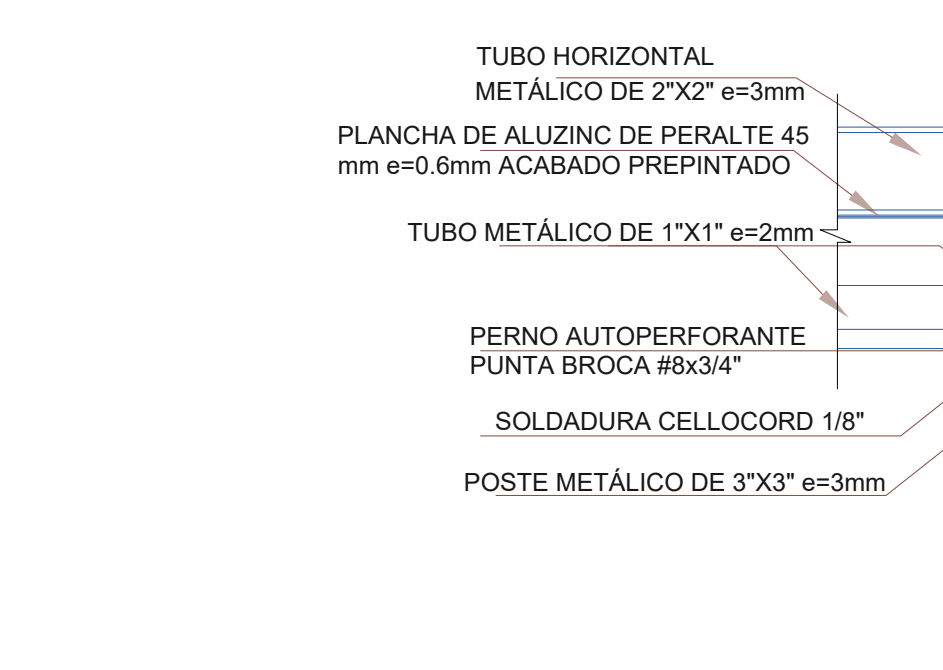 TUBO HORIZONTAL
METÁLICO DE 2"X2" e=3mm
PLANCHA DE ALUZINC DE PERALTE 45
mm e=0.6mm ACABADO PREPINTADO
TUBO METÁLICO DE 1"X1" e=2mm
PERNO AUTOPERFORANTE
PUNTA BROCA #8x3/4"
SOLDADURA CELLOCORD 1/8"
POSTE METÁLICO DE 3"X3" e=3mm